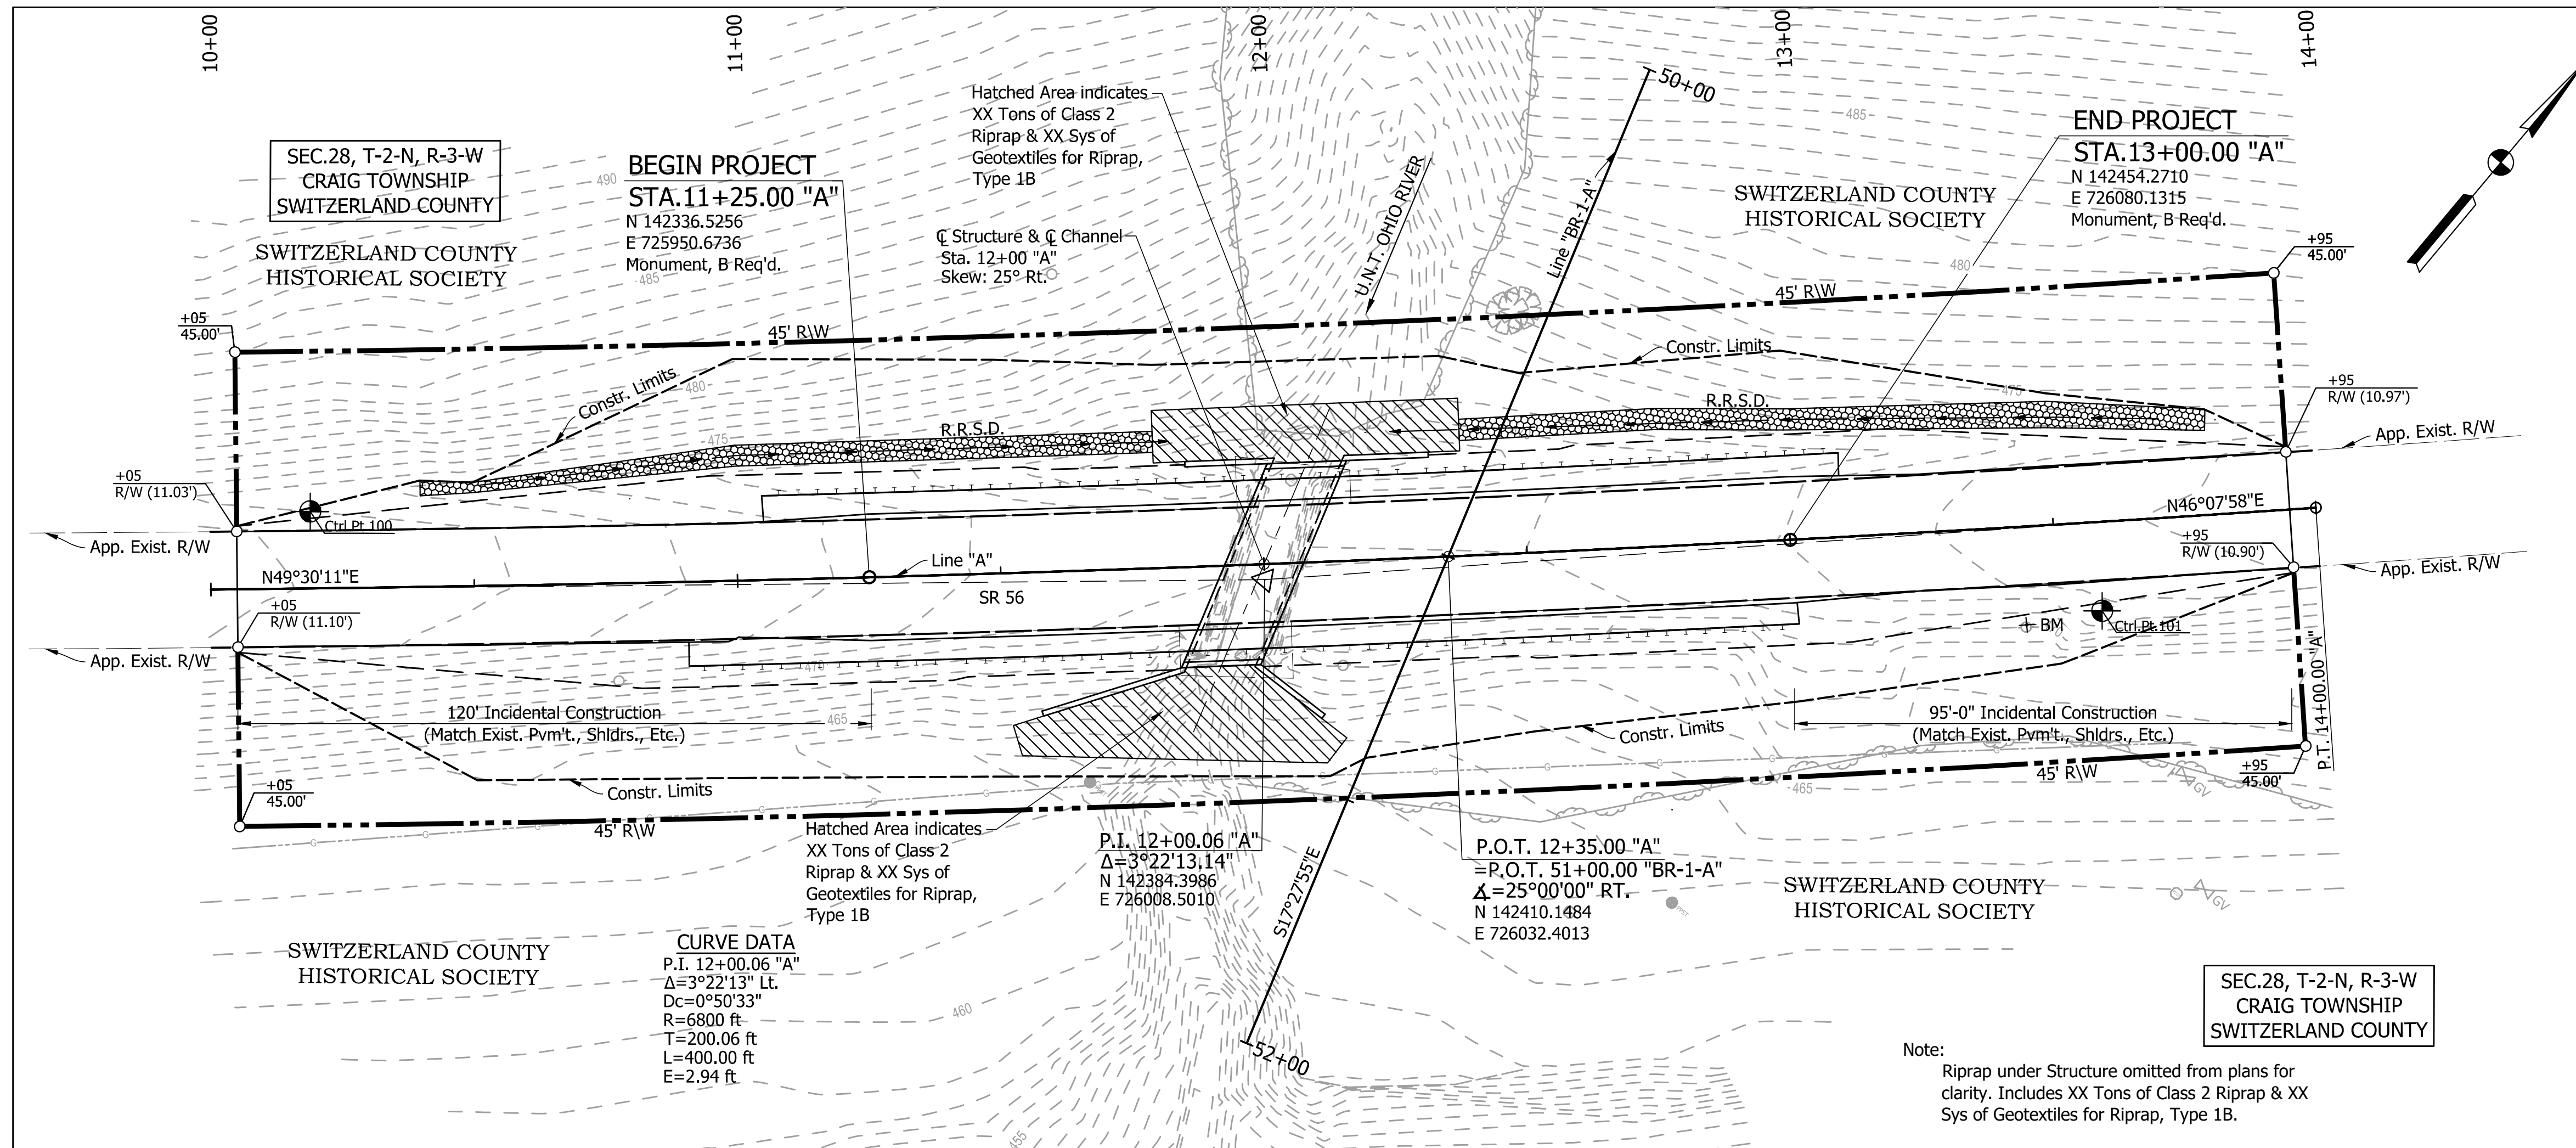 10+00
11+00
12+00
13+00
14+00
SEC.28, T-2-N, R-3-W
CRAIG TOWNSHIP
SWITZERLAND COUNTY
SWITZERLAND COUNTY
HISTORICAL SOCIETY
490
485
BEGIN PROJECT
STA.11+25.00 "A"
N 142336.5256
E 725950.6736
Monument, B Req'd.
Hatched Area indicates
XX Tons of Class 2
Riprap & XX Sys of
Geotextiles for Riprap,
Type 1B
℄ Structure & ℄ Channel
Sta. 12+00 "A"
Skew: 25° Rt.
U.N.T. OHIO RIVER
Line "BR-1-A"
50+00
SWITZERLAND COUNTY
HISTORICAL SOCIETY
485
480
END PROJECT
STA.13+00.00 "A"
N 142454.2710
E 726080.1315
Monument, B Req'd.
+95
45.00'
+05
45.00'
45' R\W
45' R\W
Constr. Limits
480
Constr. Limits
475
R.R.S.D.
R.R.S.D.
475
+95
R/W (10.97')
App. Exist. R/W
+05
R/W (11.03')
Ctrl.Pt.100
App. Exist. R/W
N49°30'11"E
Line "A"
SR 56
N46°07'58"E
+95
R/W (10.90')
App. Exist. R/W
+05
R/W (11.10')
App. Exist. R/W
470
BM
Ctrl.Pt.101
P.T. 14+00.00 "A"
120' Incidental Construction
(Match Exist. Pvm't., Shldrs., Etc.)
465
95'-0" Incidental Construction
(Match Exist. Pvm't., Shldrs., Etc.)
Constr. Limits
Constr. Limits
+05
45.00'
G
G
G
G
G
G
G
G
G
45' R\W
45' R\W
465
+95
45.00'
GV
GV
Hatched Area indicates
XX Tons of Class 2
Riprap & XX Sys of
Geotextiles for Riprap,
Type 1B
P.I. 12+00.06 "A"
Δ=3°22'13.14"
N 142384.3986
E 726008.5010
S17°27'55"E
P.O.T. 12+35.00 "A"
=P.O.T. 51+00.00 "BR-1-A"
∡=25°00'00" RT.
N 142410.1484
E 726032.4013
SWITZERLAND COUNTY
HISTORICAL SOCIETY
SWITZERLAND COUNTY
HISTORICAL SOCIETY
CURVE DATA
P.I. 12+00.06 "A"
Δ=3°22'13" Lt.
Dc=0°50'33"
R=6800 ft
T=200.06 ft
L=400.00 ft
E=2.94 ft
460
455
52+00
SEC.28, T-2-N, R-3-W
CRAIG TOWNSHIP
SWITZERLAND COUNTY
Note:
Riprap under Structure omitted from plans for
clarity. Includes XX Tons of Class 2 Riprap & XX
Sys of Geotextiles for Riprap, Type 1B.